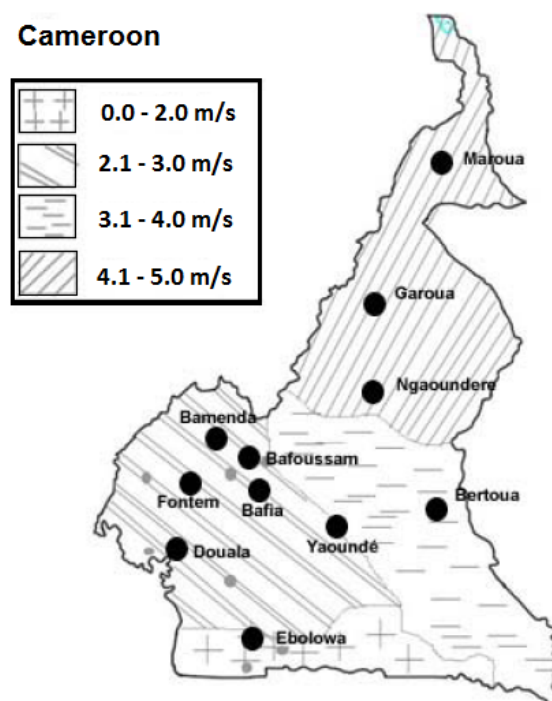 Cameroon
0.0 - 2.0 m/s
2.1 - 3.0 m/s
3.1 - 4.0 m/s
4.1 - 5.0 m/s
Maroua
Garoua
Ngaoundere
Bamenda
Bafoussam
Fontem
Bafia
Bertoua
Yaoundé
Douala
Ebolowa